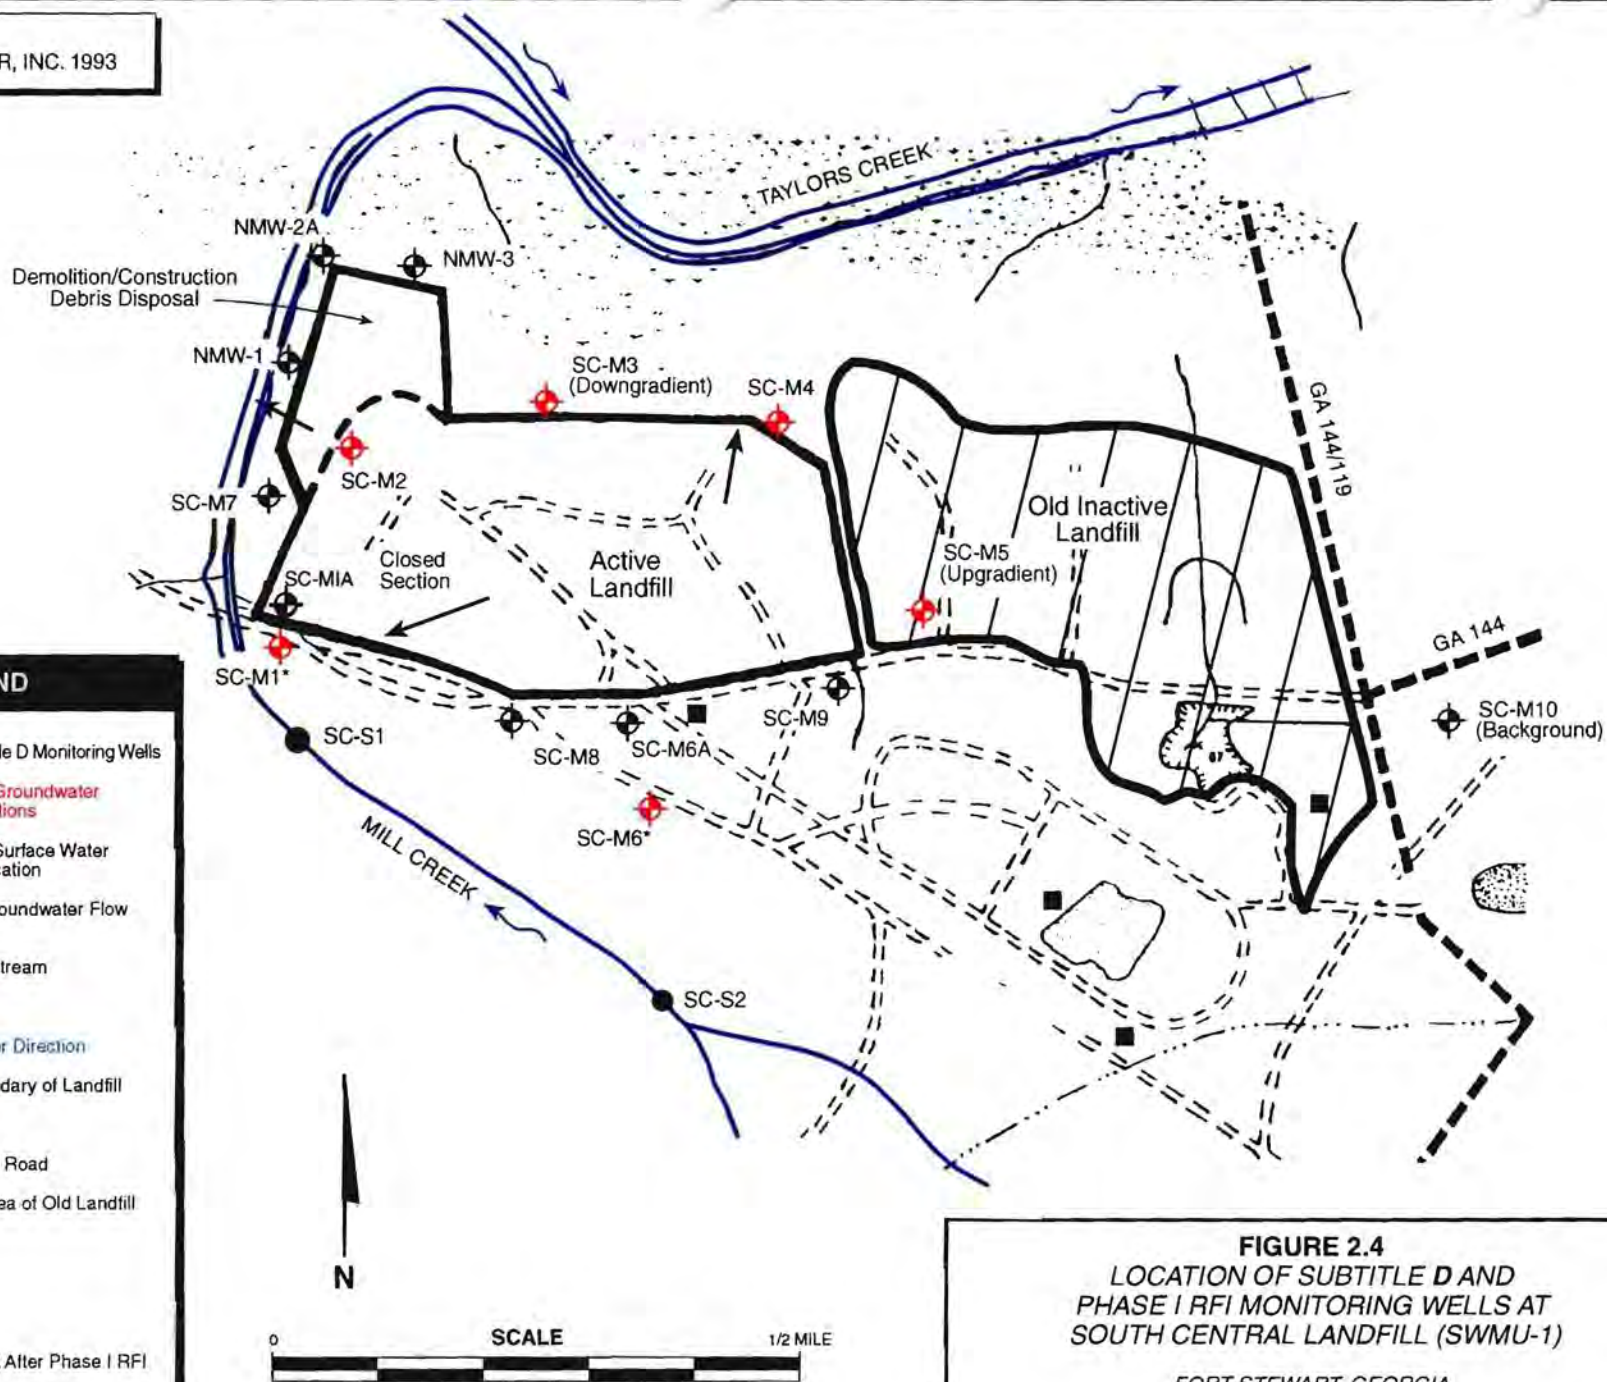 R, INC. 1993
TAYLORS CREEK
NMW-2A
NMW-3
Demolition/Construction
Debris Disposal
NMW-1
SC-M3
(Downgradient)
SC-M4
GA 144/119
SC-M2
SC-M7
Old Inactive
Landfill
SC-M5
(Upgradient)
Closed
Section
Active
Landfill
SC-MIA
SC-M1*
GA 144
SC-M10
(Background)
SC-M9
SC-M8
SC-M6A
SC-S1
SC-M6*
MILL CREEK
SC-S2
ND
le D Monitoring Wells
Groundwater
tions
Surface Water
cation
oundwater Flow
tream
r Direction
dary of Landfill
Road
ea of Old Landfill
After Phase I RFI
N
0 SCALE 1/2 MILE
FIGURE 2.4
LOCATION OF SUBTITLE D AND
PHASE I RFI MONITORING WELLS AT
SOUTH CENTRAL LANDFILL (SWMU-1)
FORT STEWART, GEORGIA